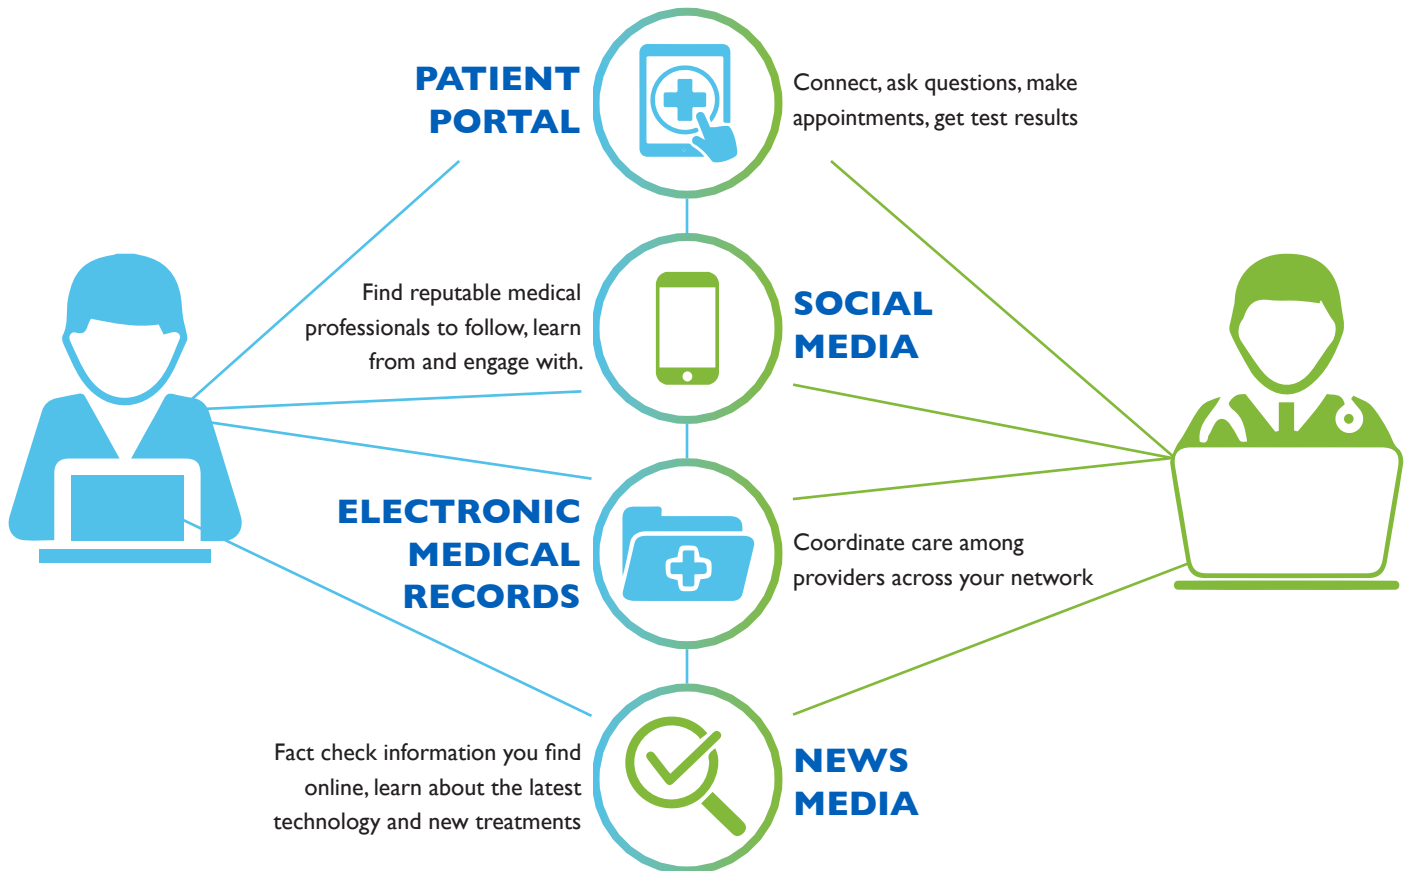 PATIENT
PORTAL
Connect, ask questions, make
appointments, get test results
Find reputable medical
professionals to follow, learn
from and engage with.
SOCIAL
MEDIA
ELECTRONIC
MEDICAL
RECORDS
Coordinate care among
providers across your network
Fact check information you find
online, learn about the latest
technology and new treatments
NEWS
MEDIA